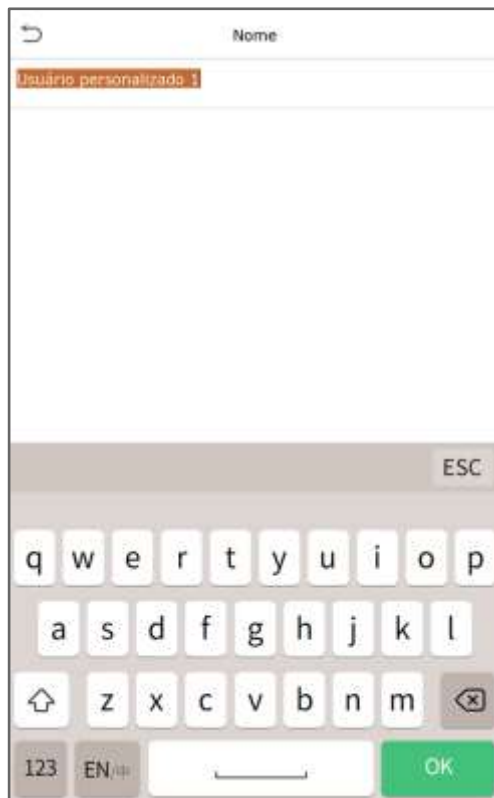 Nome
Usuário personalizado 1
ESC
q w e r t y u i o p
a s d f g h j k l
z x c v b n m
123 EN/ OK